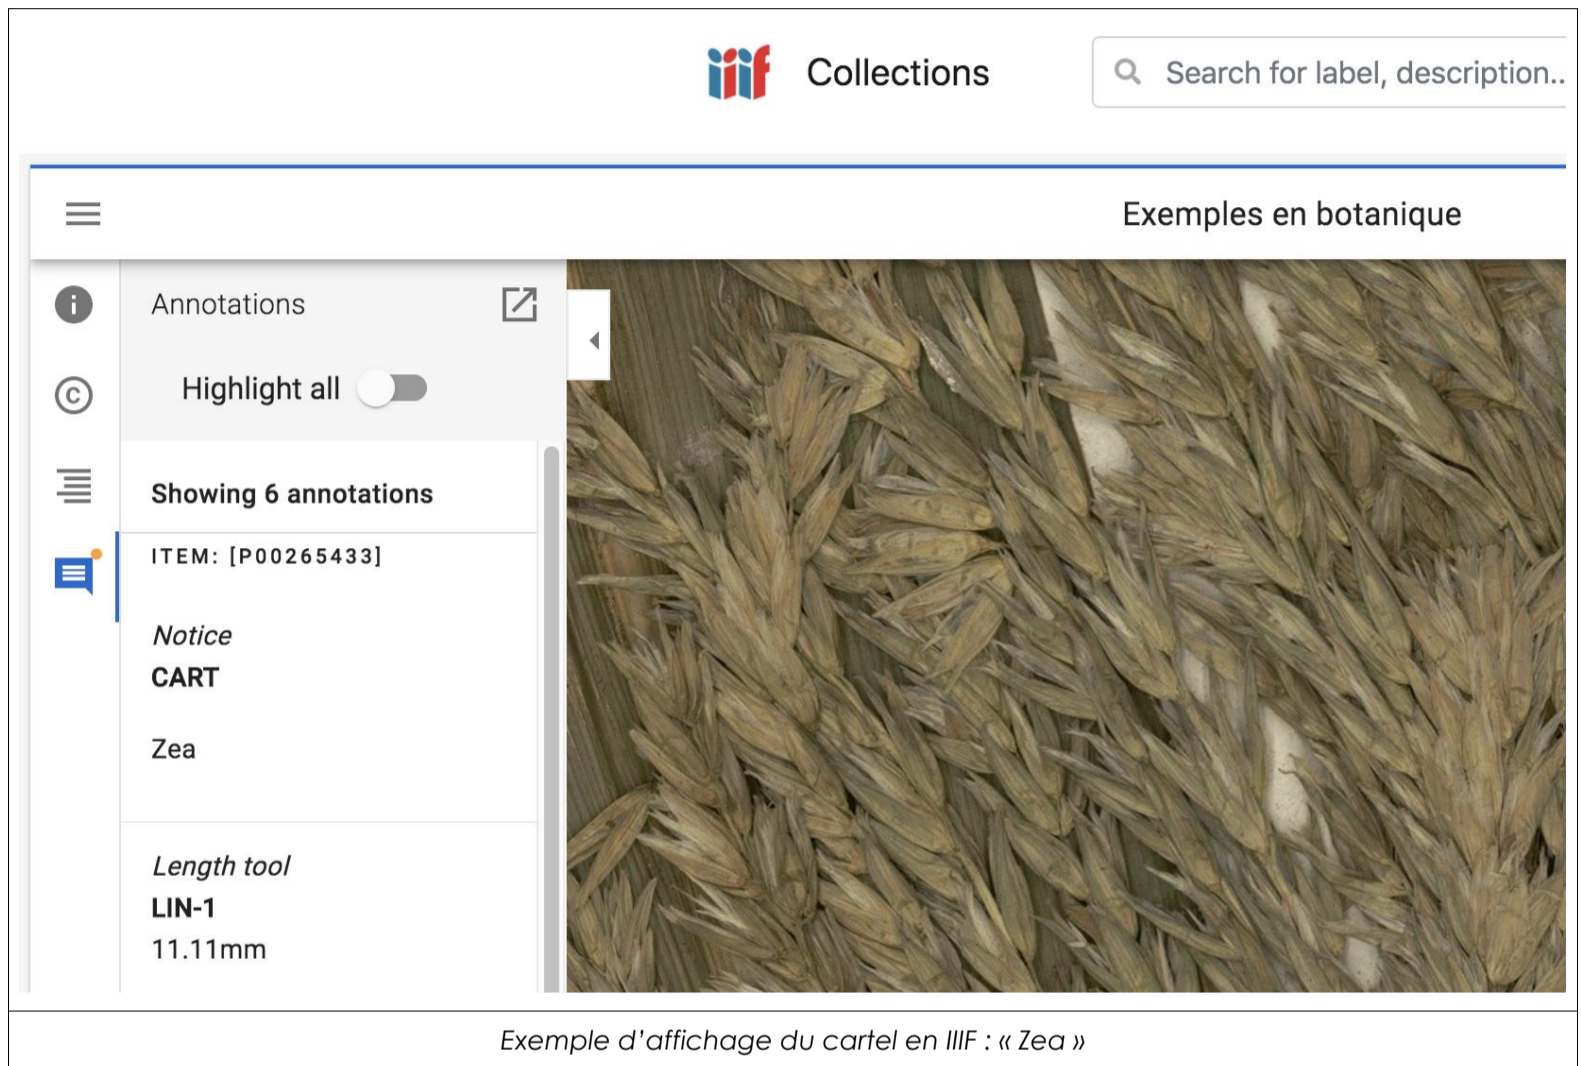 iiif Collections
Search for label, description..
Exemples en botanique
Annotations
Highlight all
Showing 6 annotations
ITEM: [P00265433]
Notice
CART
Zea
Length tool
LIN-1
11.11mm
Exemple d’affichage du cartel en IIIF : « Zea »